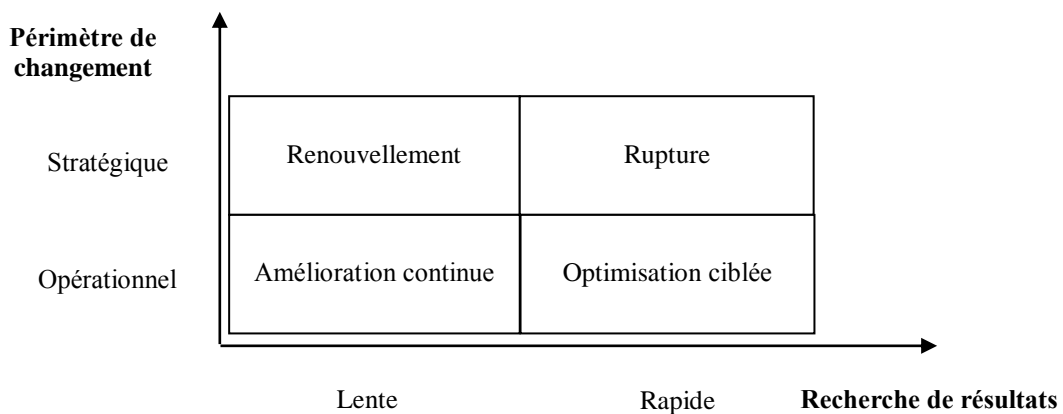 Périmètre de
changement
Stratégique
Renouvellement
Rupture
Opérationnel
Amélioration continue
Optimisation ciblée
Lente
Rapide
Recherche de résultats